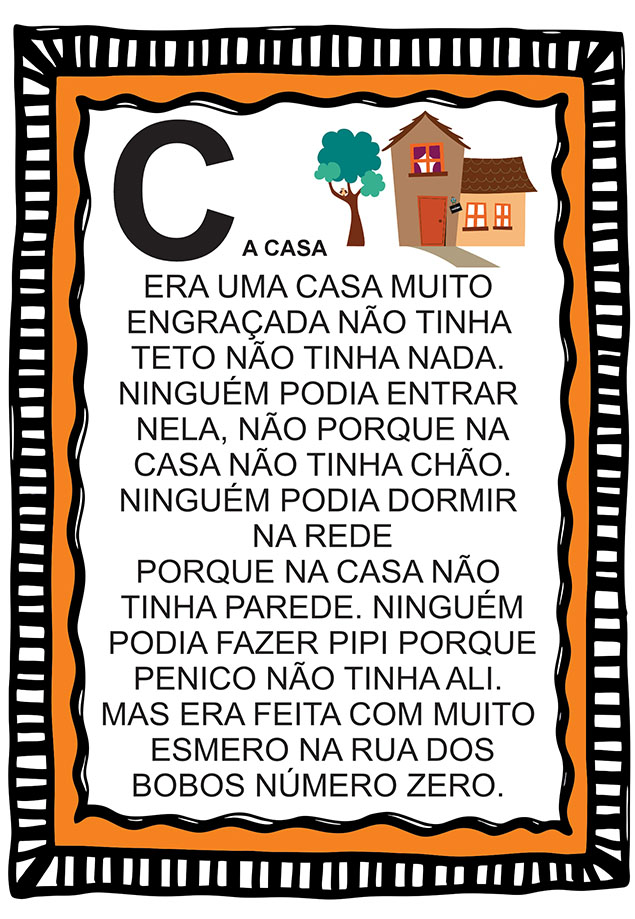 C
A CASA
ERA UMA CASA MUITO
ENGRAÇADA NÃO TINHA
TETO NÃO TINHA NADA.
NINGUÉM PODIA ENTRAR
NELA, NÃO PORQUE NA
CASA NÃO TINHA CHÃO.
NINGUÉM PODIA DORMIR
NA REDE
PORQUE NA CASA NÃO
TINHA PAREDE. NINGUÉM
PODIA FAZER PIPI PORQUE
PENICO NÃO TINHA ALI.
MAS ERA FEITA COM MUITO
ESMERO NA RUA DOS
BOBOS NÚMERO ZERO.